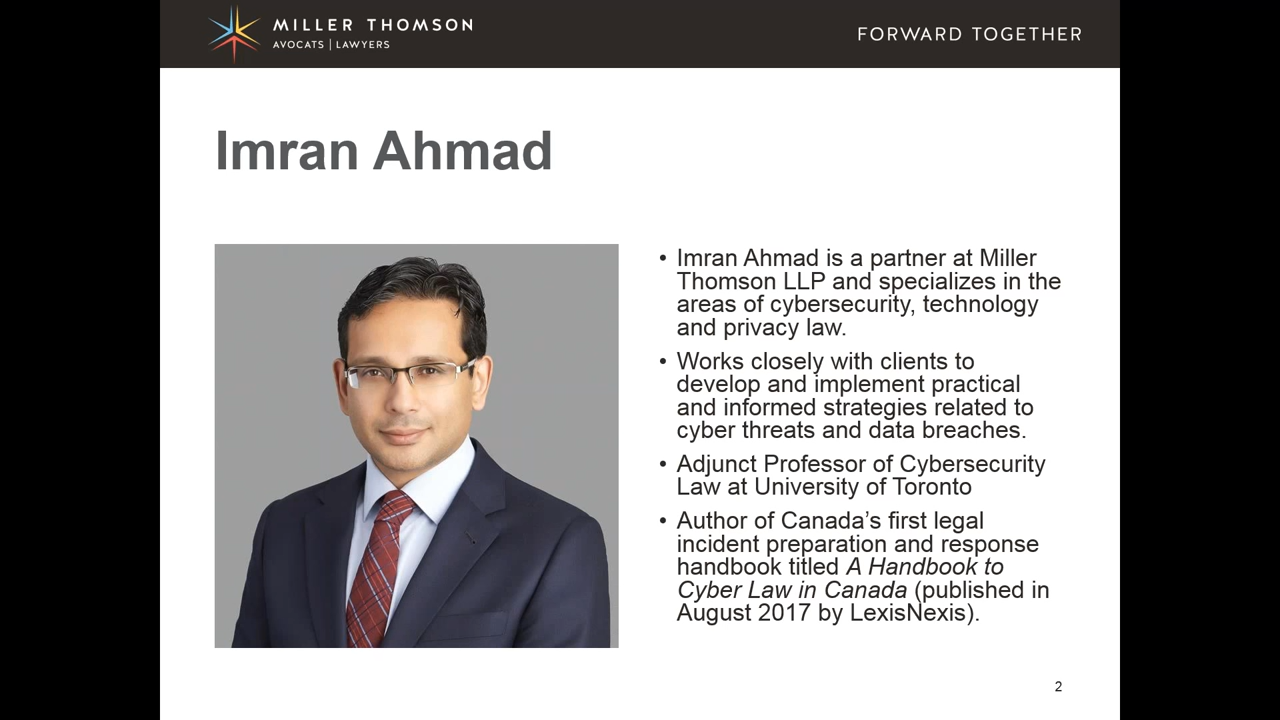 MILLER THOMSON
AVOCATS | LAWYERS
FORWARD TOGETHER
Imran Ahmad
• Imran Ahmad is a partner at Miller
Thomson LLP and specializes in the
areas of cybersecurity, technology
and privacy law.
• Works closely with clients to
develop and implement practical
and informed strategies related to
cyber threats and data breaches.
• Adjunct Professor of Cybersecurity
Law at University of Toronto
• Author of Canada’s first legal
incident preparation and response
handbook titled A Handbook to
Cyber Law in Canada (published in
August 2017 by LexisNexis).
2